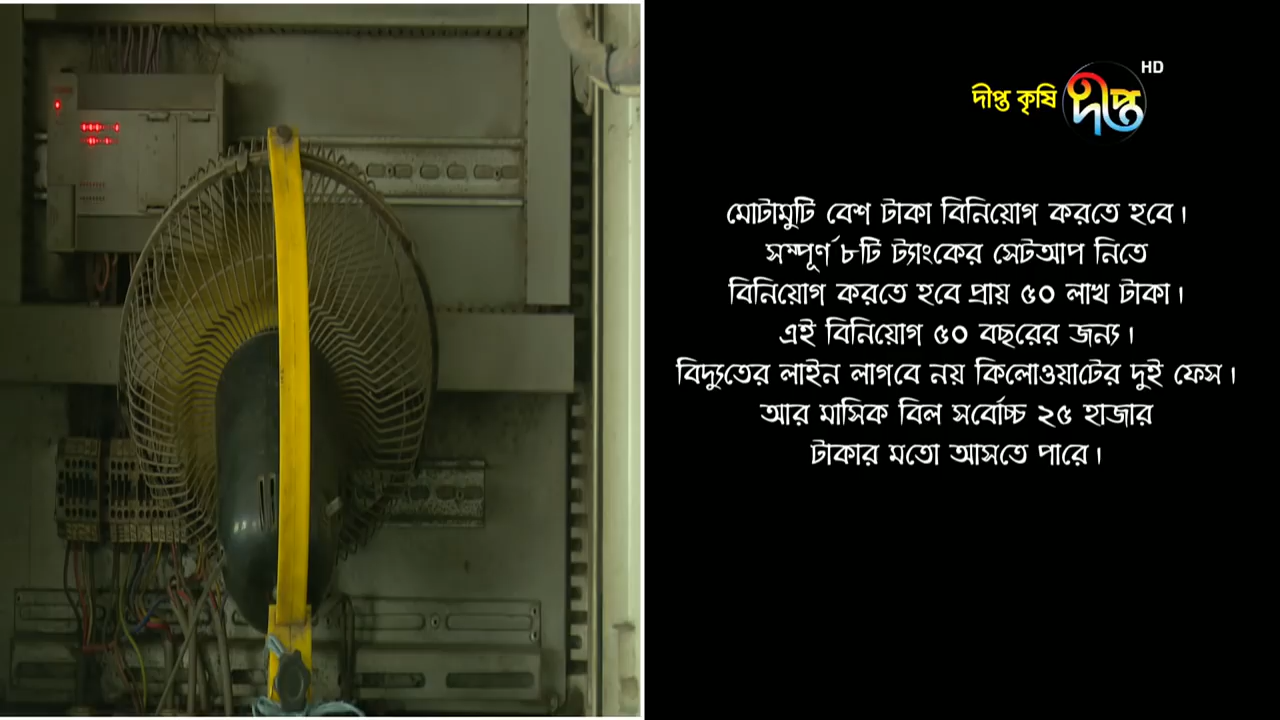 HD
দীপ্ত কৃষি দীপ্ত
মোটামুটি বেশ টাকা বিনিয়োগ করতে হবে।
সম্পূর্ণ ৮টি ট্যাংকের সেটআপ নিতে
বিনিয়োগ করতে হবে প্রায় ৫০ লাখ টাকা।
এই বিনিয়োগ ৫০ বছরের জন্য।
বিদ্যুতের লাইন লাগবে নয় কিলোওয়াটের দুই ফেস।
আর মাসিক বিল সর্বোচ্চ ২৫ হাজার
টাকার মতো আসতে পারে।